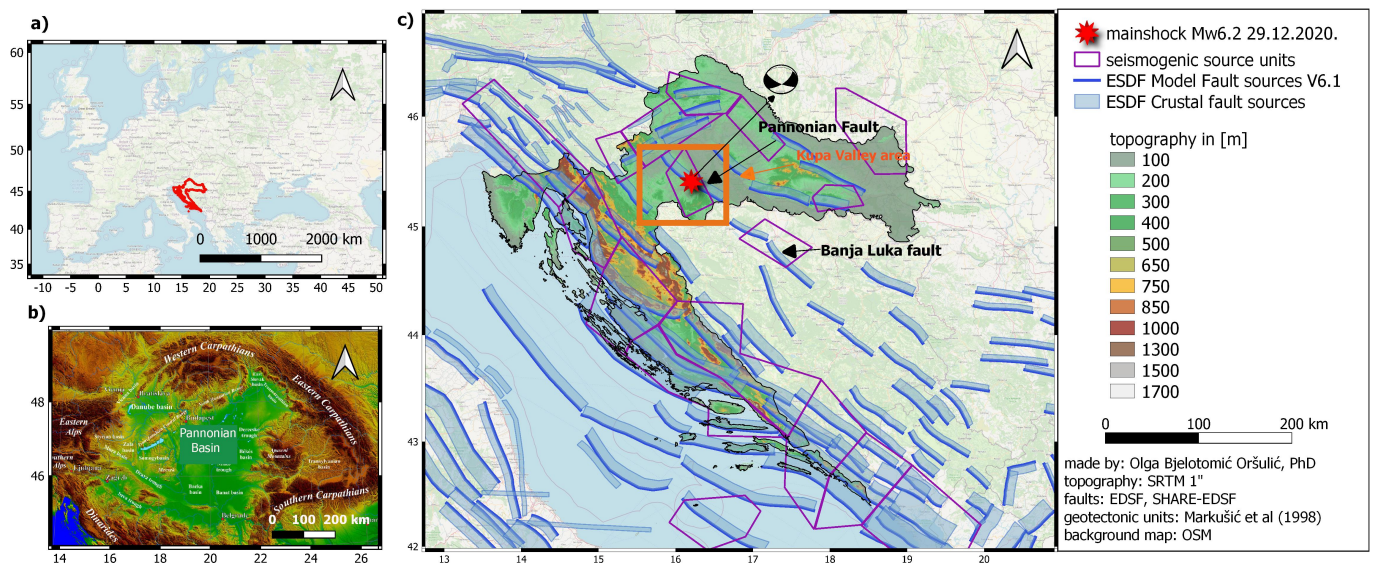 a)
60
55
50
45
40
35
-10
-5
0
5
10
15
20
25
30
35
40
45
50
0 1000 2000 km
b)
Western Carpathians
Eastern Carpathians
Danube basin
Budapest
Eastern
Alps
Pannonian
Basin
Southern Carpathians
Dinarides
Banat basin
48
46
0 100 200 km
14
16
18
20
22
24
26
c)
46
45
44
43
42
13
14
15
16
17
18
19
20
Pannonian Fault
Kupa Valley area
Banja Luka fault
mainshock Mw6.2 29.12.2020.
seismogenic source units
ESDF Model Fault sources V6.1
ESDF Crustal fault sources
topography in [m]
100
200
300
400
500
650
750
850
1000
1300
1500
1700
0 100 200 km
made by: Olga Bjelotomić Oršulić, PhD
topography: SRTM 1"
faults: EDSF, SHARE-EDSF
geotectonic units: Markušić et al (1998)
background map: OSM